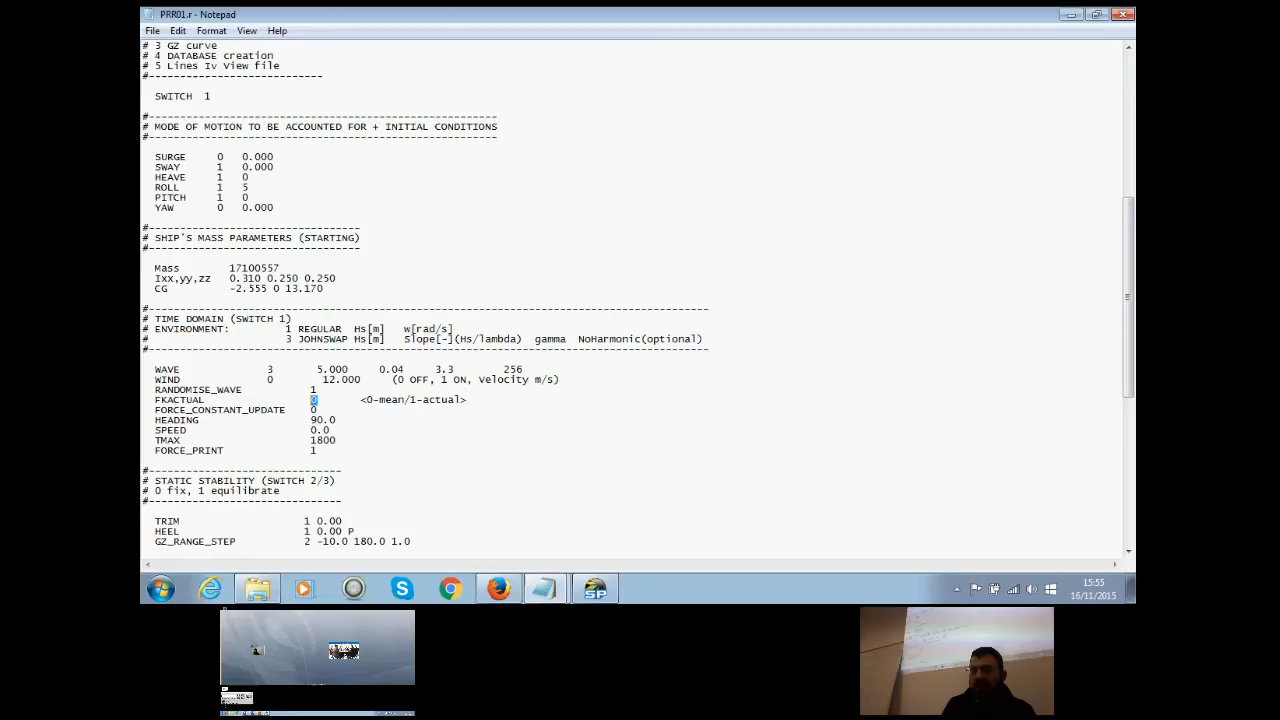 PRR01.r - Notepad
File Edit Format View Help
# 3 GZ curve
# 4 DATABASE creation
# 5 Lines Iv View file
#----------------------------
SWITCH 1
#-------------------------------------------------------
# MODE OF MOTION TO BE ACCOUNTED FOR + INITIAL CONDITIONS
#-------------------------------------------------------
SURGE 0 0.000
SWAY 1 0.000
HEAVE 1 0
ROLL 1 5
PITCH 1 0
YAW 0 0.000
#----------------------------------
# SHIP'S MASS PARAMETERS (STARTING)
#----------------------------------
Mass 17100557
Ixx,yy,zz 0.310 0.250 0.250
CG -2.555 0 13.170
#-------------------------------------------------------------------------------------------
# TIME DOMAIN (SWITCH 1)
# ENVIRONMENT: 1 REGULAR Hs[m] w[rad/s]
# 3 JOHNSWAP Hs[m] Slope[-](Hs/lambda) gamma NoHarmonic(optional)
#-------------------------------------------------------------------------------------------
WAVE 3 5.000 0.04 3.3 256
WIND 0 12.000 (0 OFF, 1 ON, Velocity m/s)
RANDOMISE_WAVE 1
FKACTUAL 0 <0-mean/1-actual>
FORCE_CONSTANT_UPDATE 0
HEADING 90.0
SPEED 0.0
TMAX 1800
FORCE_PRINT 1
#-------------------------------
# STATIC STABILITY (SWITCH 2/3)
# 0 fix, 1 equilibrate
#-------------------------------
TRIM 1 0.00
HEEL 1 0.00 P
GZ_RANGE_STEP 2 -10.0 180.0 1.0
SP
15:55
16/11/2015